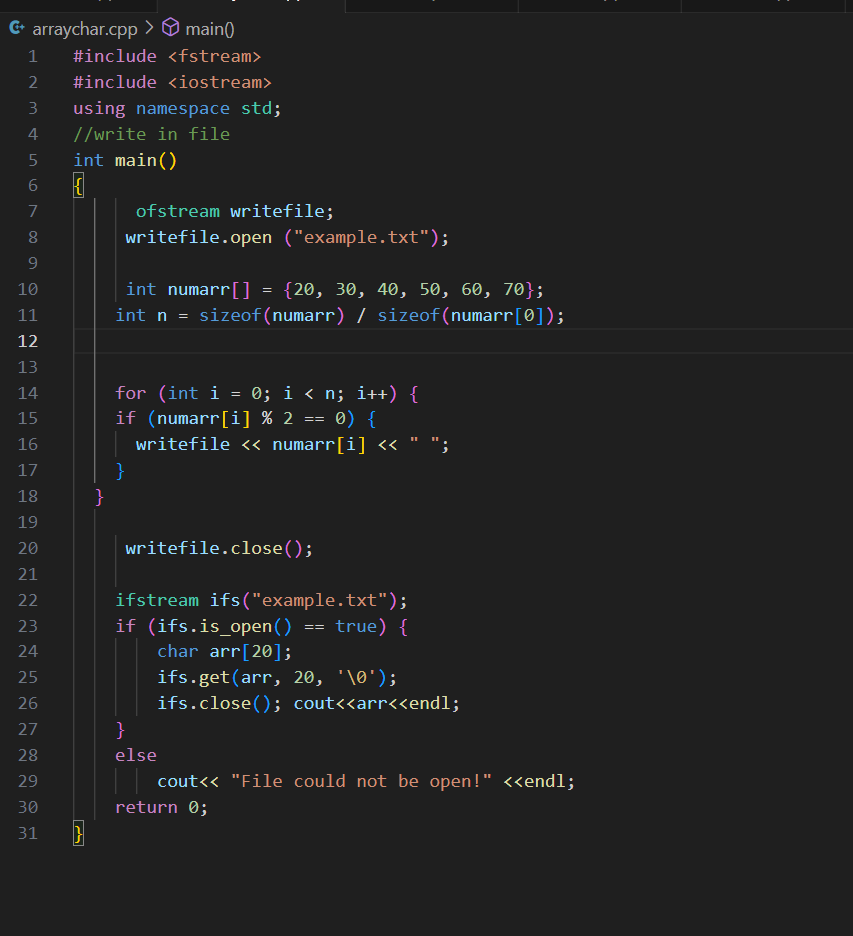 arraychar.cpp > main()
1 #include <fstream>
2 #include <iostream>
3 using namespace std;
4 //write in file
5 int main()
6 {
7 ofstream writefile;
8 writefile.open ("example.txt");
9
10 int numarr[] = {20, 30, 40, 50, 60, 70};
11 int n = sizeof(numarr) / sizeof(numarr[0]);
12
13
14 for (int i = 0; i < n; i++) {
15 if (numarr[i] % 2 == 0) {
16 writefile << numarr[i] << " ";
17 }
18 }
19
20 writefile.close();
21
22 ifstream ifs("example.txt");
23 if (ifs.is_open() == true) {
24 char arr[20];
25 ifs.get(arr, 20, '\0');
26 ifs.close(); cout<<arr<<endl;
27 }
28 else
29 cout<< "File could not be open!" <<endl;
30 return 0;
31 }